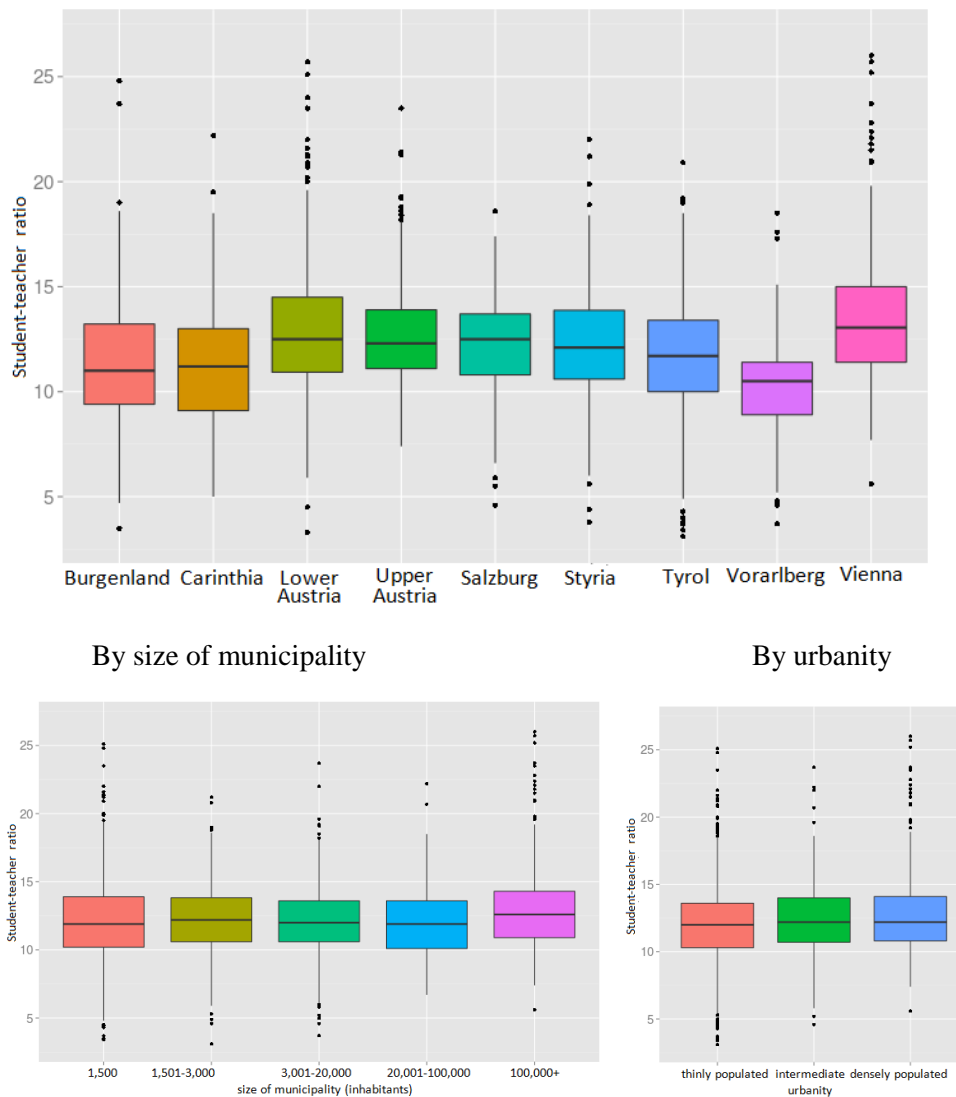 25
20
15
10
5
Student-teacher ratio
Burgenland Carinthia Lower Austria Upper Austria Salzburg Styria Tyrol Vorarlberg Vienna
By size of municipality By urbanity
25
20
15
10
5
Student-teacher ratio
1,500 1,501-3,000 3,001-20,000 20,001-100,000 100,000+
size of municipality (inhabitants)
25
20
15
10
5
Student-teacher ratio
thinly populated intermediate densely populated
urbanity